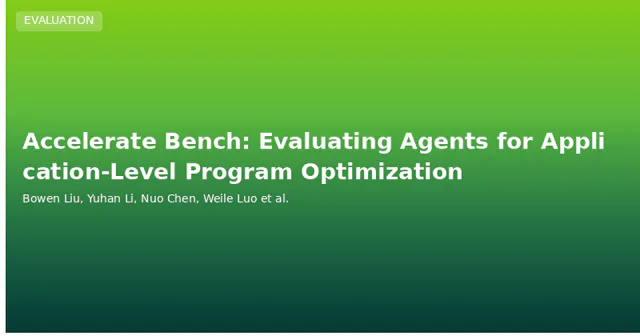 EVALUATION
Accelerate Bench: Evaluating Agents for Appli
cation-Level Program Optimization
Bowen Liu, Yuhan Li, Nuo Chen, Weile Luo et al.